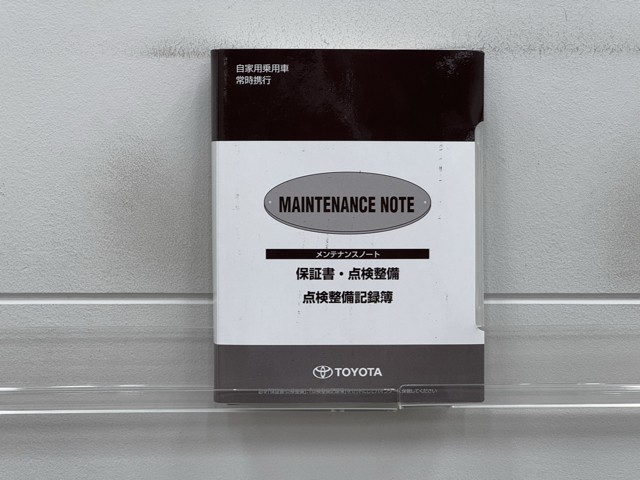 自家用乗用車
常時携行
MAINTENANCE NOTE
メンテナンスノート
保証書・点検整備
点検整備記録簿
TOYOTA